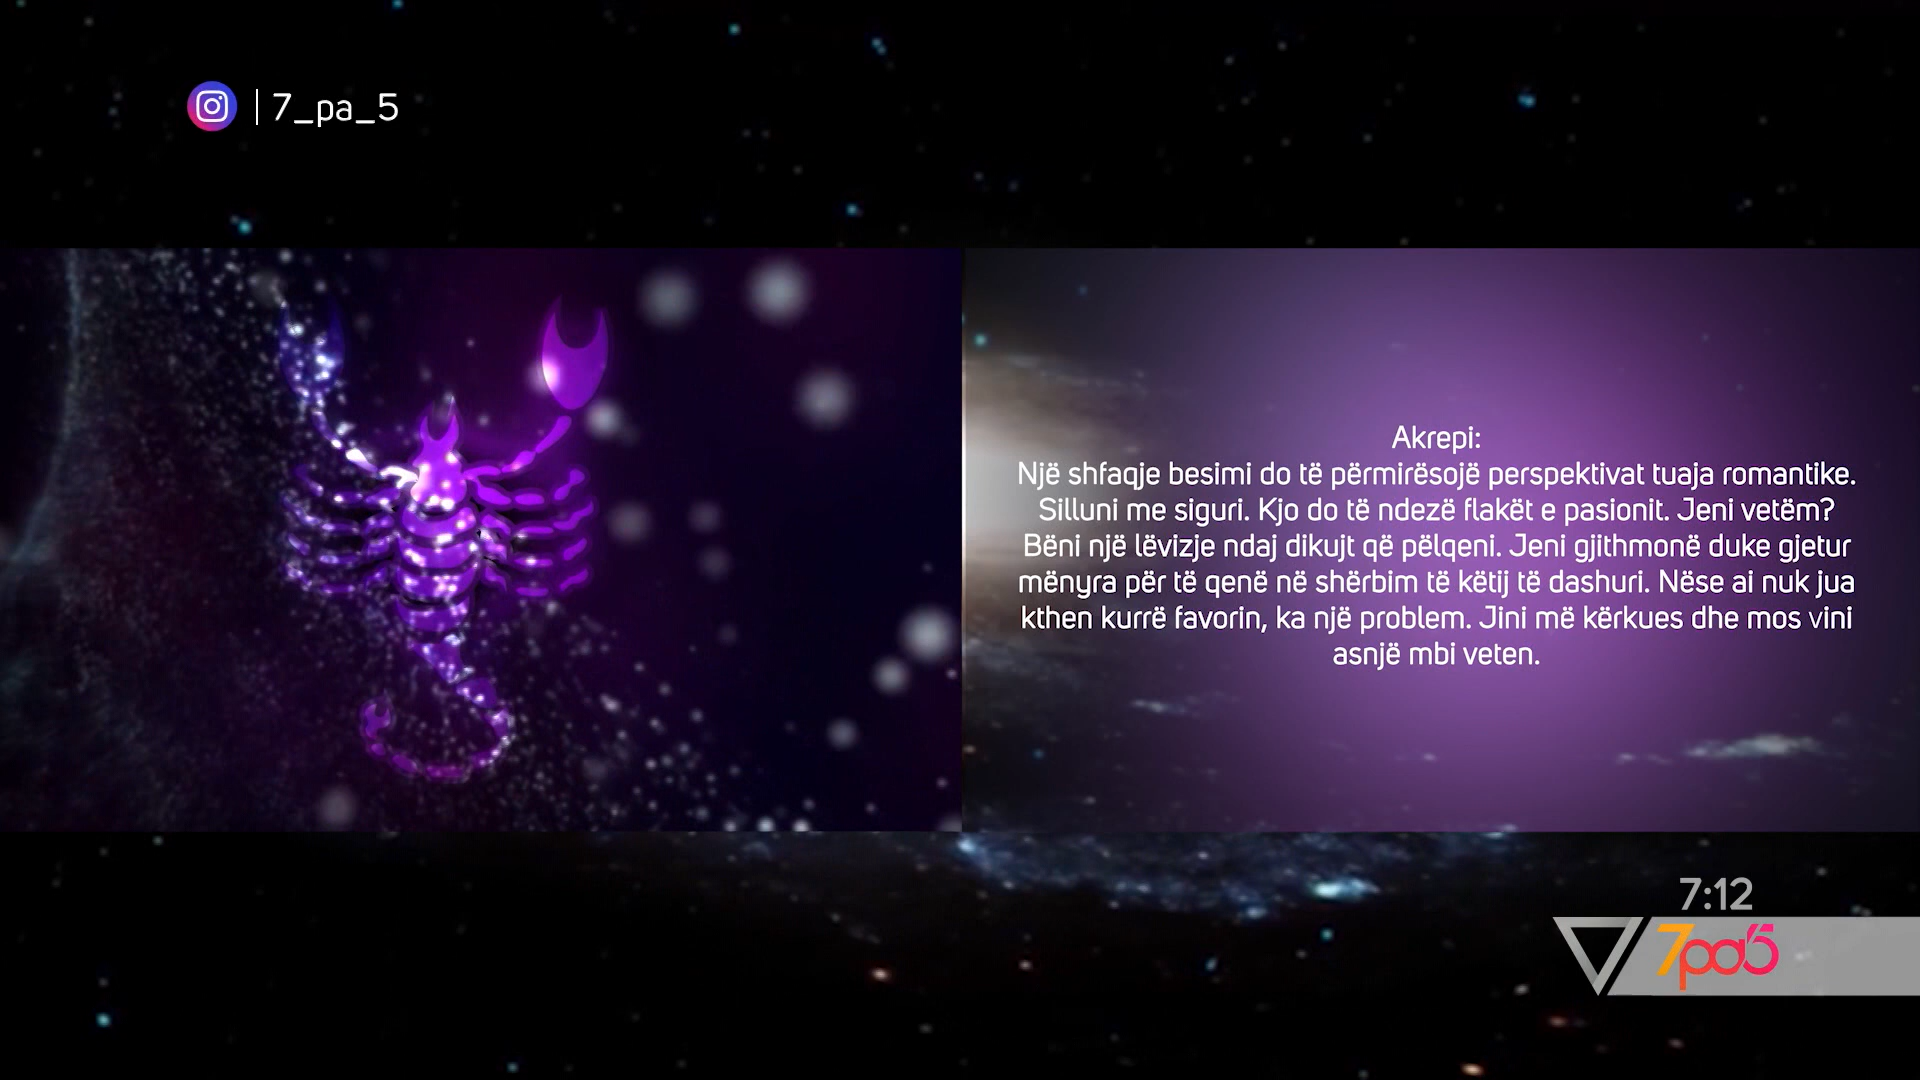 7_pa_5
Akrepi:
Një shfaqje besimi do të përmirësojë perspektivat tuaja romantike.
Silluni me siguri. Kjo do të ndezë flakët e pasionit. Jeni vetëm?
Bëni një lëvizje ndaj dikujt që pëlqeni. Jeni gjithmonë duke gjetur
mënyra për të qenë në shërbim të këtij të dashuri. Nëse ai nuk jua
kthen kurrë favorin, ka një problem. Jini më kërkues dhe mos vini
asnjë mbi veten.
7:12
7pa5